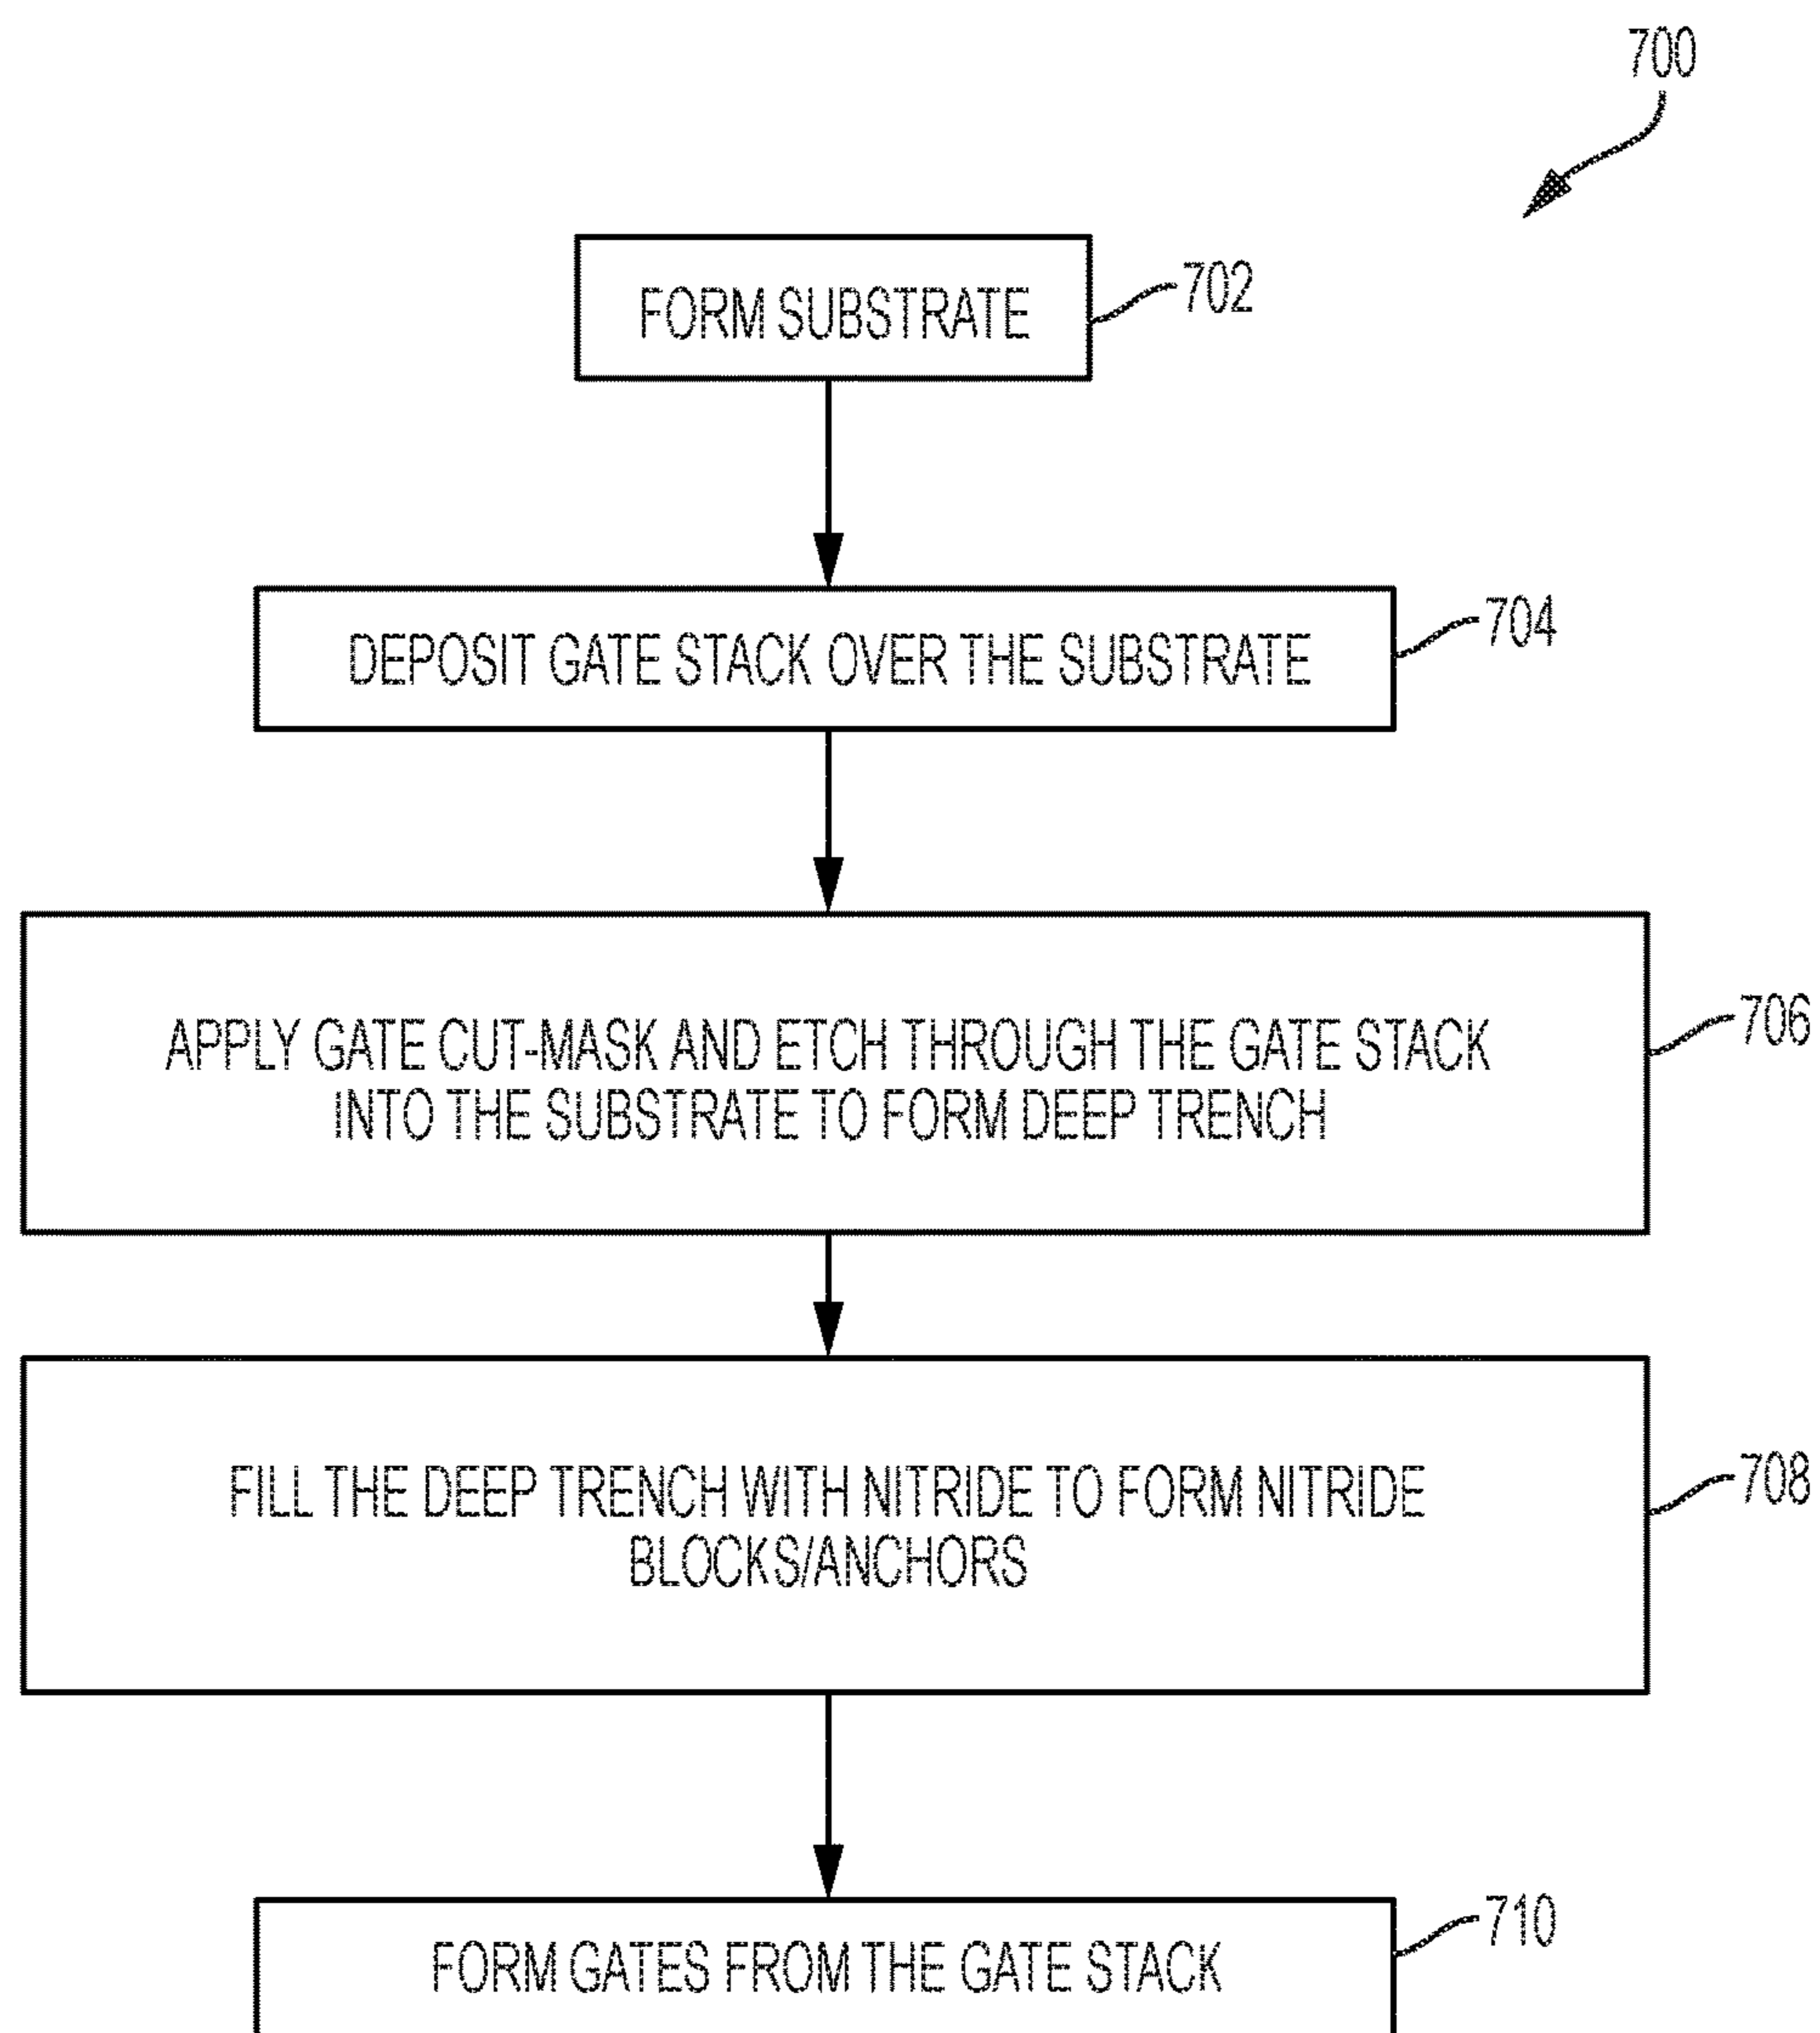 700
FORM SUBSTRATE
702
DEPOSIT GATE STACK OVER THE SUBSTRATE
704
APPLY GATE CUT-MASK AND ETCH THROUGH THE GATE STACK
INTO THE SUBSTRATE TO FORM DEEP TRENCH
706
FILL THE DEEP TRENCH WITH NITRIDE TO FORM NITRIDE
BLOCKS/ANCHORS
708
FORM GATES FROM THE GATE STACK
710